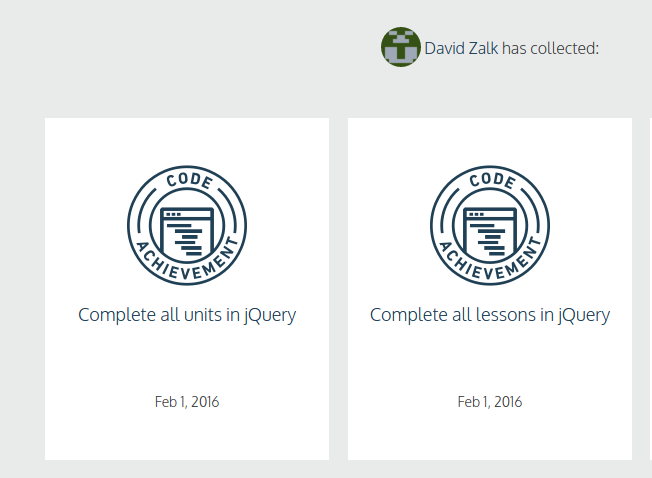 David Zalk has collected:
CODE
ACHIEVEMENT
Complete all units in jQuery
Feb 1, 2016
CODE
ACHIEVEMENT
Complete all lessons in jQuery
Feb 1, 2016